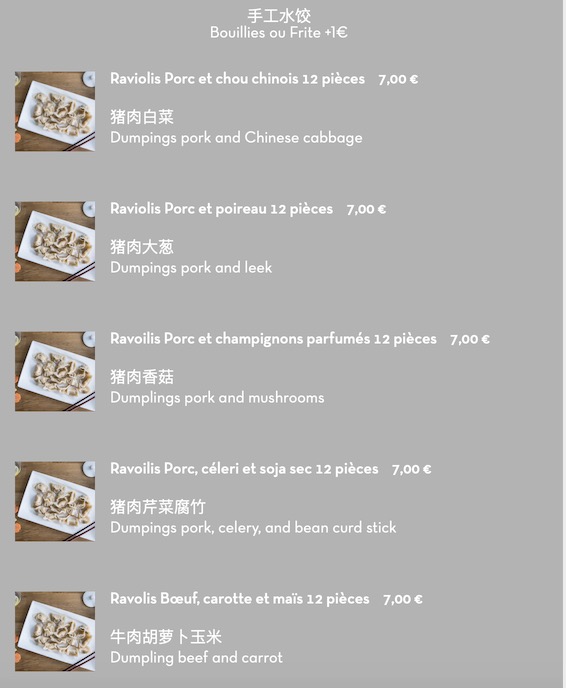 手工水饺
Bouillies ou Frite +1€
Raviolis Porc et chou chinois 12 pièces 7,00 €
猪肉白菜
Dumpings pork and Chinese cabbage
Raviolis Porc et poireau 12 pièces 7,00 €
猪肉大葱
Dumpings pork and leek
Ravoilis Porc et champignons parfumés 12 pièces 7,00 €
猪肉香菇
Dumplings pork and mushrooms
Ravoilis Porc, céleri et soja sec 12 pièces 7,00 €
猪肉芹菜腐竹
Dumpings pork, celery, and bean curd stick
Ravolis Bœuf, carotte et maïs 12 pièces 7,00 €
牛肉胡萝卜玉米
Dumpling beef and carrot